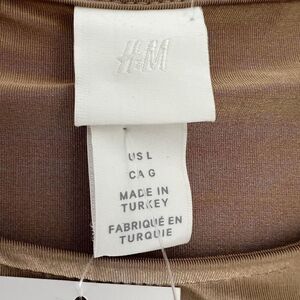 H&M
US L
CA G
MADE IN
TURKEY
FABRIQUÉ EN
TURQUIE